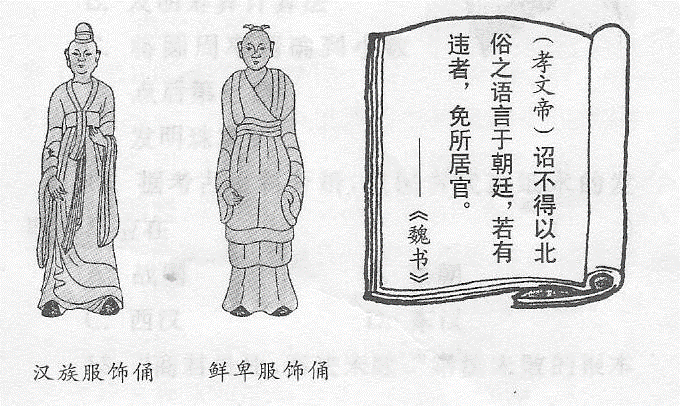 （孝文帝）诏不得以北
俗之语言于朝廷，若有
违者，免所居官。
——《魏书》
汉族服饰俑
鲜卑服饰俑